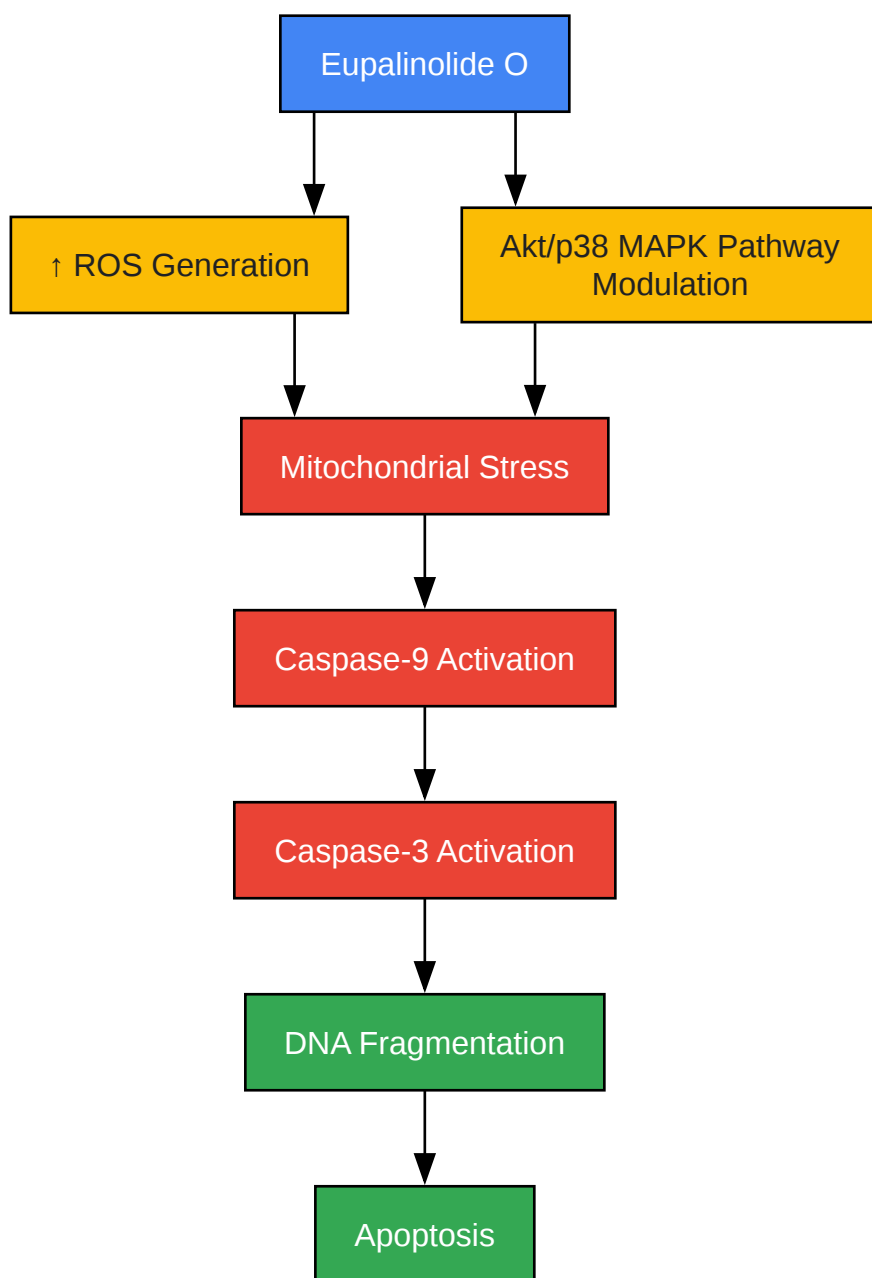 Eupalinolide O
↑ ROS Generation
Akt/p38 MAPK Pathway
Modulation
Mitochondrial Stress
Caspase-9 Activation
Caspase-3 Activation
DNA Fragmentation
Apoptosis